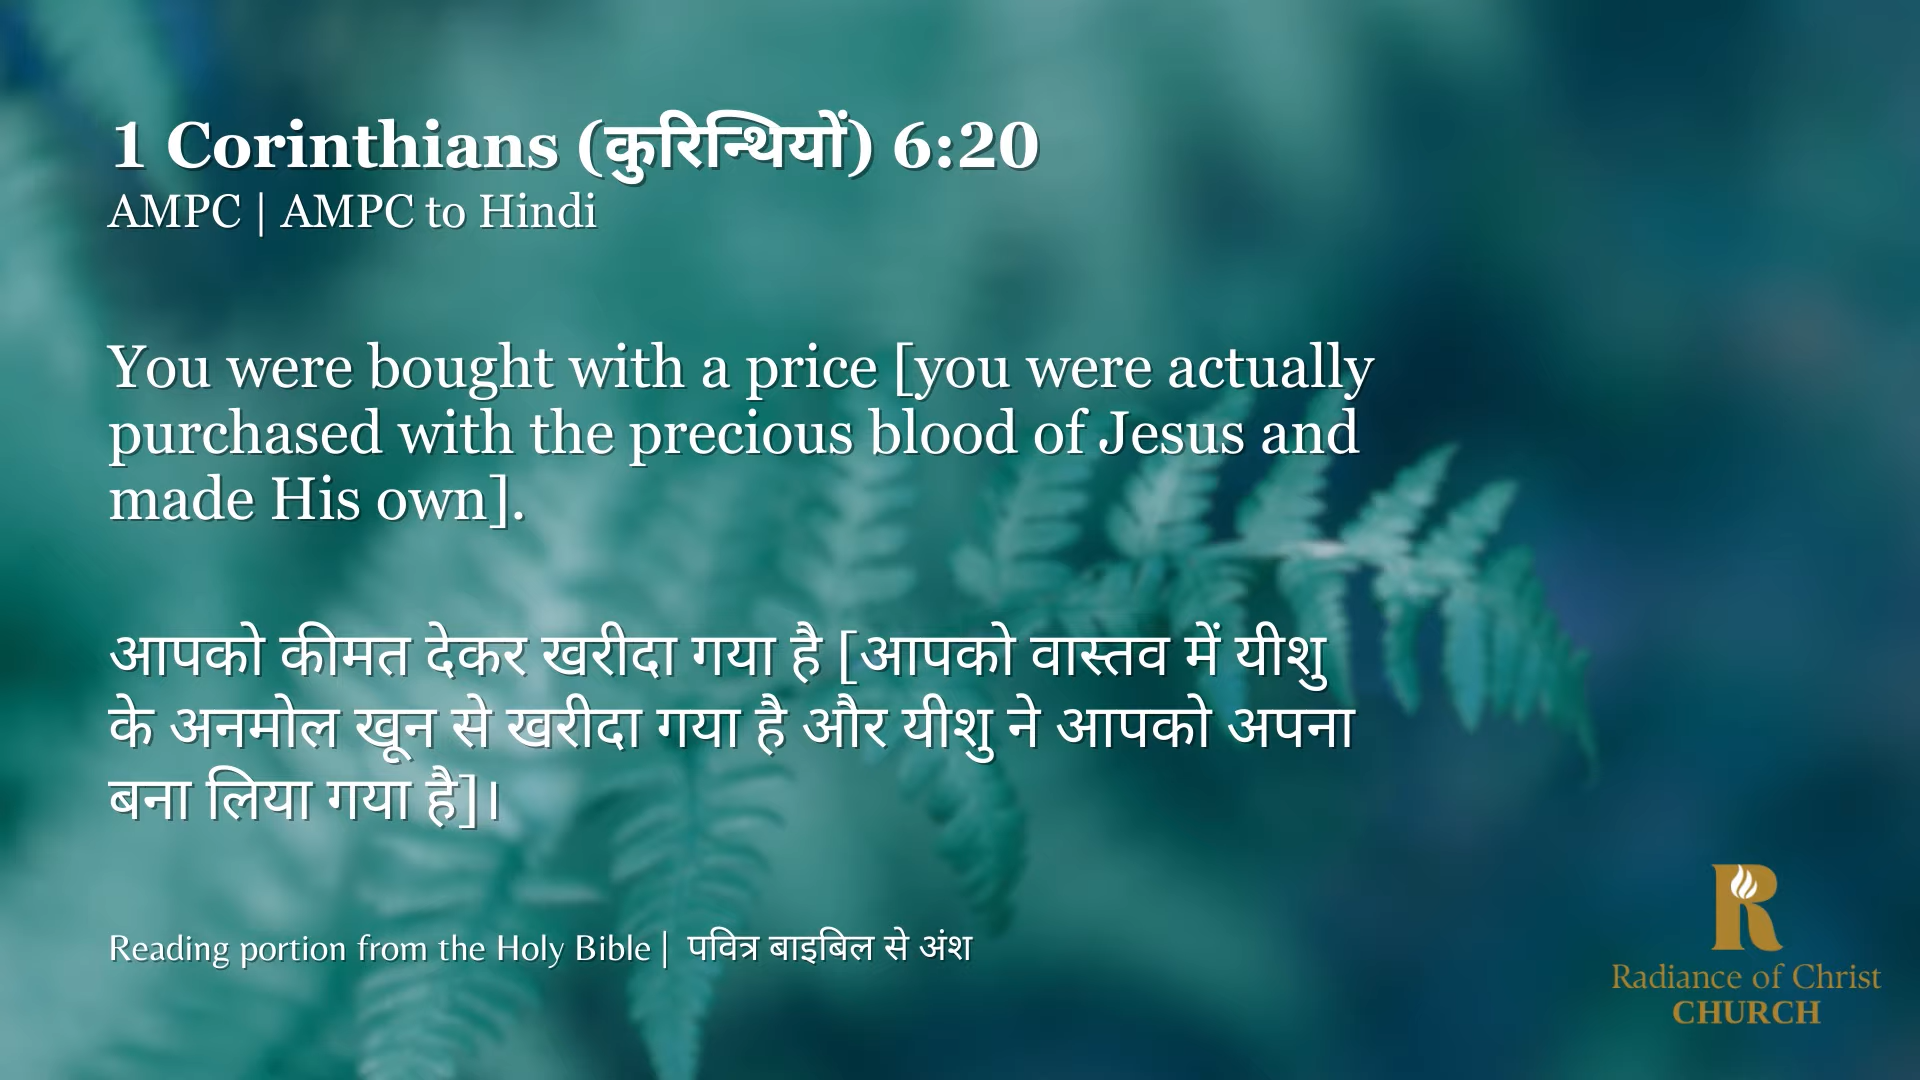 1 Corinthians (कुरिन्थियों) 6:20
AMPC | AMPC to Hindi
You were bought with a price [you were actually
purchased with the precious blood of Jesus and
made His own].
आपको कीमत देकर खरीदा गया है [आपको वास्तव में यीशु
के अनमोल खून से खरीदा गया है और यीशु ने आपको अपना
बना लिया गया है]।
Reading portion from the Holy Bible | पवित्र बाइबिल से अंश
R
Radiance of Christ
CHURCH